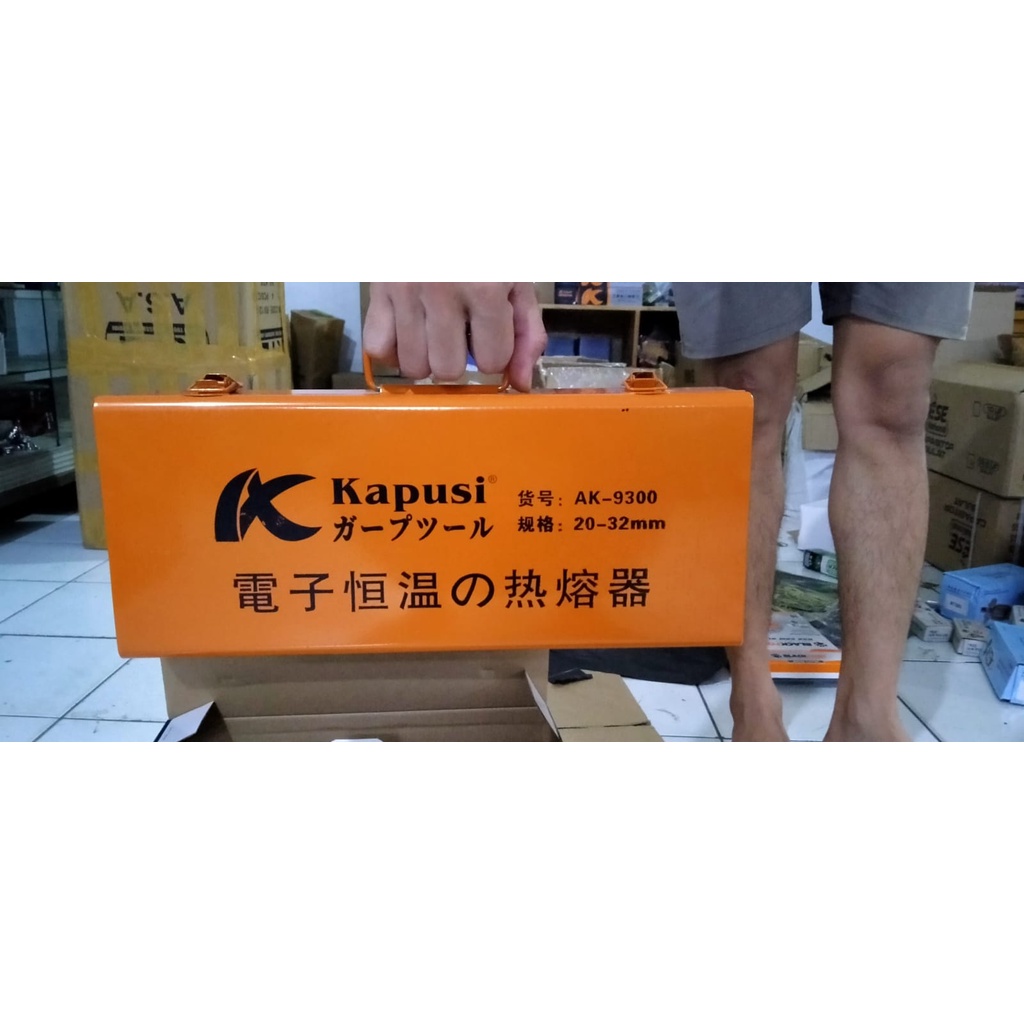 Kapusi®
ガープツール
货号: AK-9300
规格: 20-32mm
電子恒温の热熔器